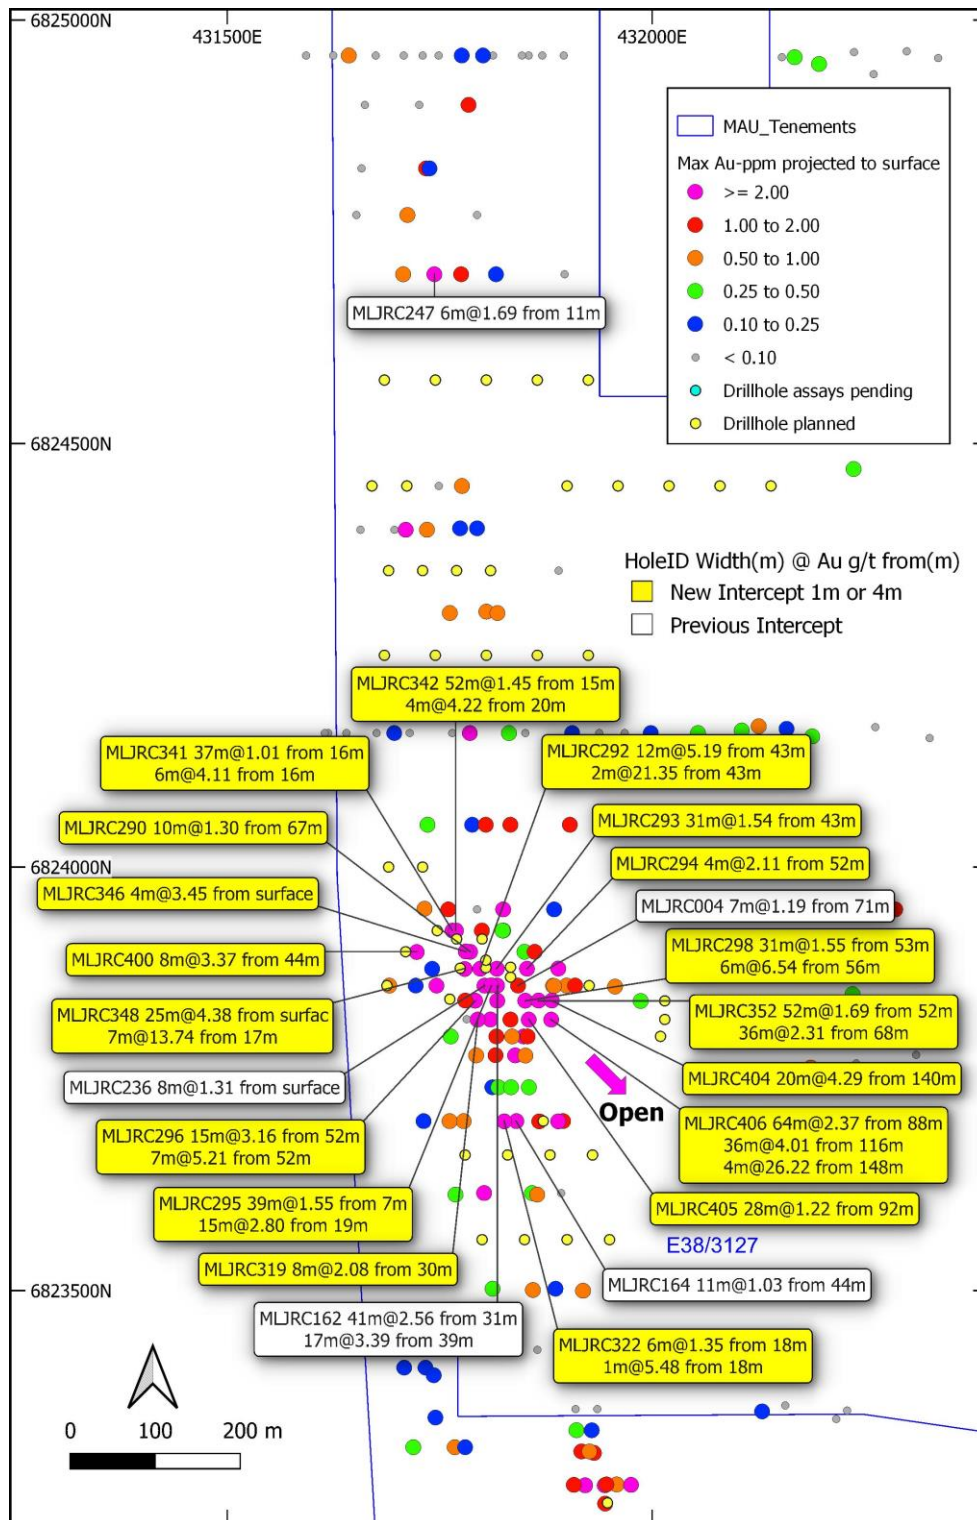 6825000N
431500E
432000E
MAU_Tenements
Max Au-ppm projected to surface
>= 2.00
1.00 to 2.00
0.50 to 1.00
0.25 to 0.50
0.10 to 0.25
< 0.10
Drillhole assays pending
Drillhole planned
MLJRC247 6m@1.69 from 11m
6824500N
HoleID Width(m) @ Au g/t from(m)
New Intercept 1m or 4m
Previous Intercept
MLJRC342 52m@1.45 from 15m
4m@4.22 from 20m
MLJRC341 37m@1.01 from 16m
6m@4.11 from 16m
MLJRC292 12m@5.19 from 43m
2m@21.35 from 43m
MLJRC290 10m@1.30 from 67m
MLJRC293 31m@1.54 from 43m
6824000N
MLJRC294 4m@2.11 from 52m
MLJRC346 4m@3.45 from surface
MLJRC004 7m@1.19 from 71m
MLJRC400 8m@3.37 from 44m
MLJRC298 31m@1.55 from 53m
6m@6.54 from 56m
MLJRC348 25m@4.38 from surfac
7m@13.74 from 17m
MLJRC352 52m@1.69 from 52m
36m@2.31 from 68m
MLJRC236 8m@1.31 from surface
MLJRC404 20m@4.29 from 140m
Open
MLJRC296 15m@3.16 from 52m
7m@5.21 from 52m
MLJRC406 64m@2.37 from 88m
36m@4.01 from 116m
4m@26.22 from 148m
MLJRC295 39m@1.55 from 7m
15m@2.80 from 19m
MLJRC405 28m@1.22 from 92m
E38/3127
MLJRC319 8m@2.08 from 30m
MLJRC164 11m@1.03 from 44m
6823500N
MLJRC162 41m@2.56 from 31m
17m@3.39 from 39m
MLJRC322 6m@1.35 from 18m
1m@5.48 from 18m
0 100 200 m